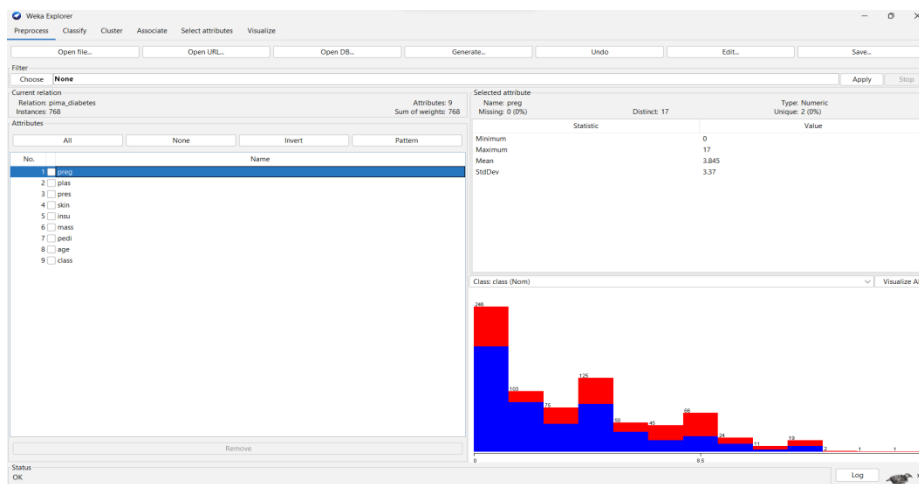 Weka Explorer
Preprocess Classify Cluster Associate Select attributes Visualize
Open file... Open URL... Open DB... Generate... Undo Edit... Save...
Filter
Choose None Apply Stop
Current relation
Relation: pima_diabetes Attributes: 9
Instances: 768 Sum of weights: 768
Selected attribute
Name: preg Type: Numeric
Missing: 0 (0%) Distinct: 17 Unique: 2 (0%)
Attributes
All None Invert Pattern
No. Name
1 preg
2 plas
3 pres
4 skin
5 insu
6 mass
7 pedi
8 age
9 class
Remove
Statistic Value
Minimum 0
Maximum 17
Mean 3.845
StdDev 3.37
Class: class (Nom) Visualize Al
246
103
75
125
50
45
66
24
11
19
2
1
1
0 8.5
Status
OK
Log